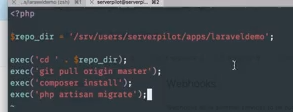 <?php
$repo_dir = '/srv/users/serverpilot/apps/laraveldemo';
exec('cd ' . $repo_dir);
exec('git pull origin master');
exec('composer install');
exec('php artisan migrate');
~